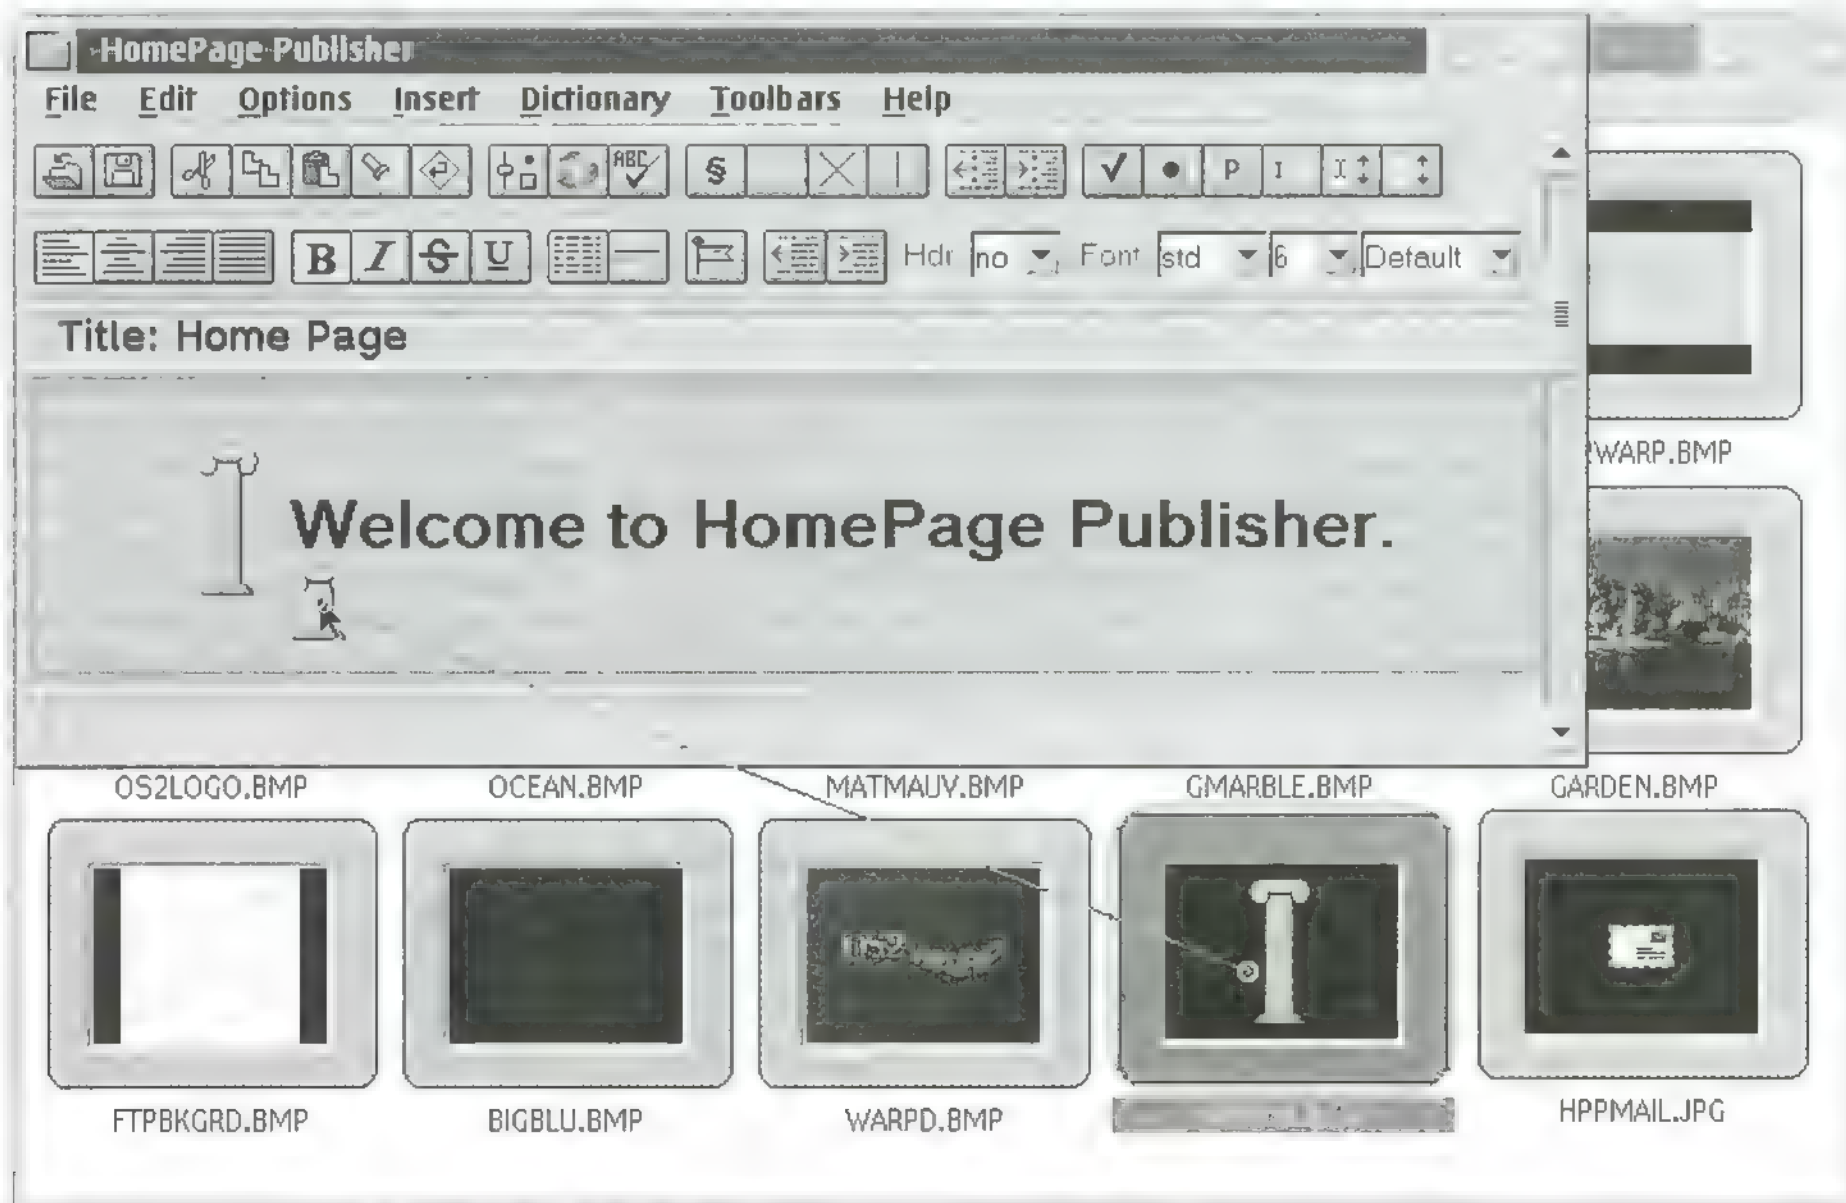 HomePage Publisher
File Edit Options Insert Dictionary Toolbars Help
ABC § P I I
B I S U Hdr no Font std 6 Default
Title: Home Page
Welcome to HomePage Publisher.
WARP.BMP
OS2LOGO.BMP OCEAN.BMP MATMAUV.BMP GMARBLE.BMP GARDEN.BMP
FTPBKGRD.BMP BIGBLU.BMP WARPD.BMP HPPMAIL.JPG